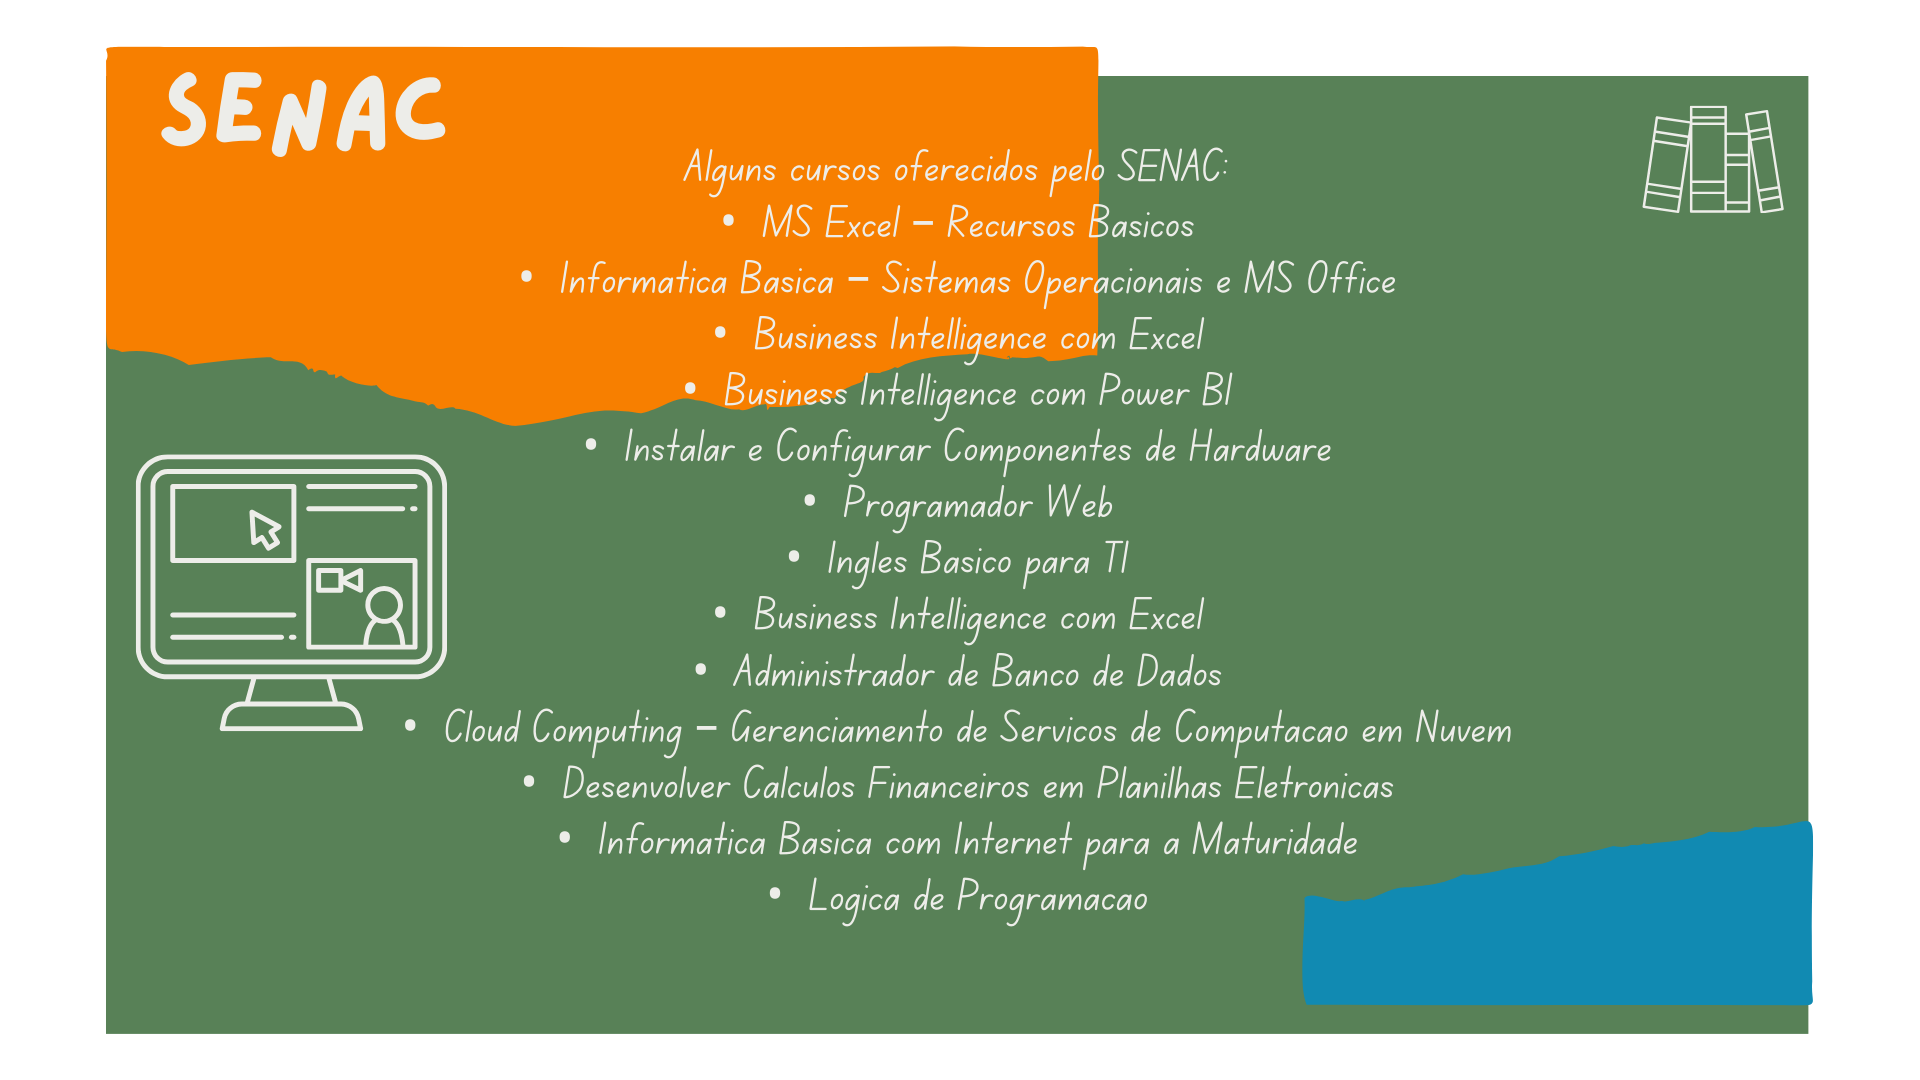 SENAC
Alguns cursos oferecidos pelo SENAC:
• MS Excel – Recursos Basicos
• Informatica Basica – Sistemas Operacionais e MS Office
• Business Intelligence com Excel
• Business Intelligence com Power BI
• Instalar e Configurar Componentes de Hardware
• Programador Web
• Ingles Basico para TI
• Business Intelligence com Excel
• Administrador de Banco de Dados
• Cloud Computing – Gerenciamento de Servicos de Computacao em Nuvem
• Desenvolver Calculos Financeiros em Planilhas Eletronicas
• Informatica Basica com Internet para a Maturidade
• Logica de Programacao